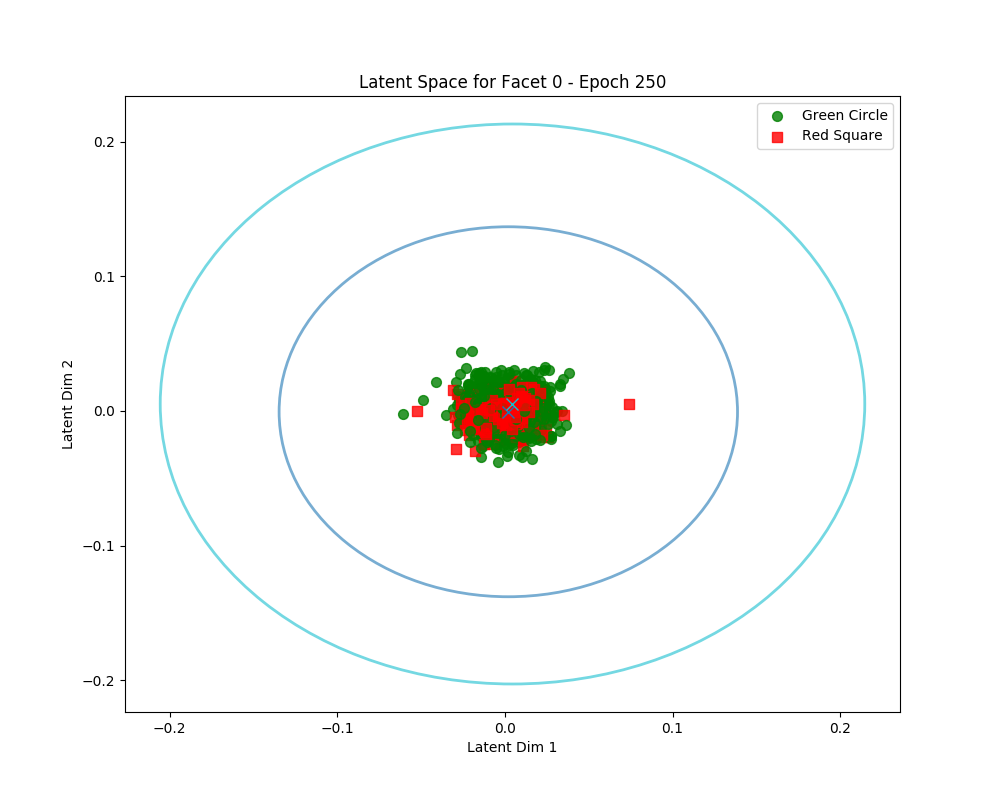 Latent Space for Facet 0 - Epoch 250
Green Circle
Red Square
Latent Dim 2
0.2
0.1
0.0
−0.1
−0.2
−0.2
−0.1
0.0
0.1
0.2
Latent Dim 1